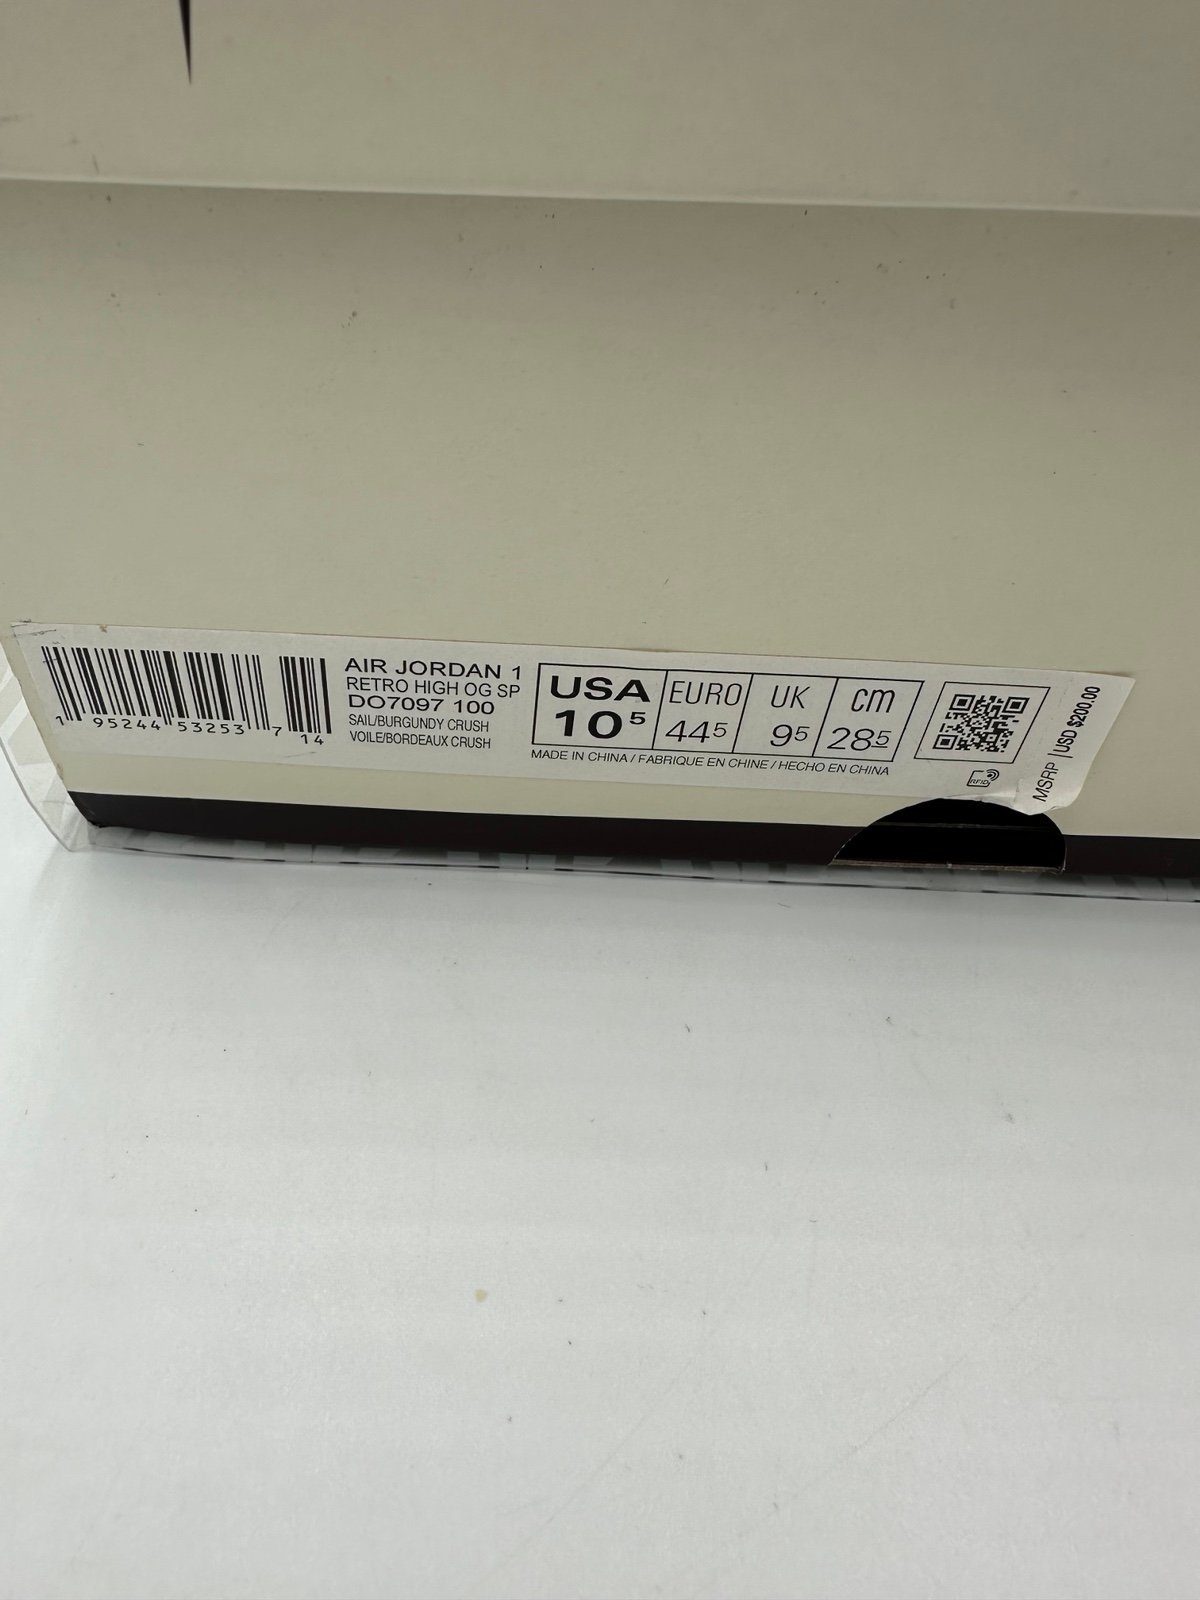 1 95244 53253 7 14
AIR JORDAN 1
RETRO HIGH OG SP
DO7097 100
SAIL/BURGUNDY CRUSH
VOILE/BORDEAUX CRUSH
USA
10 5
EURO
44 5
UK
9 5
cm
28 5
MADE IN CHINA / FABRIQUE EN CHINE / HECHO EN CHINA
RFID
MSRP | USD $200.00